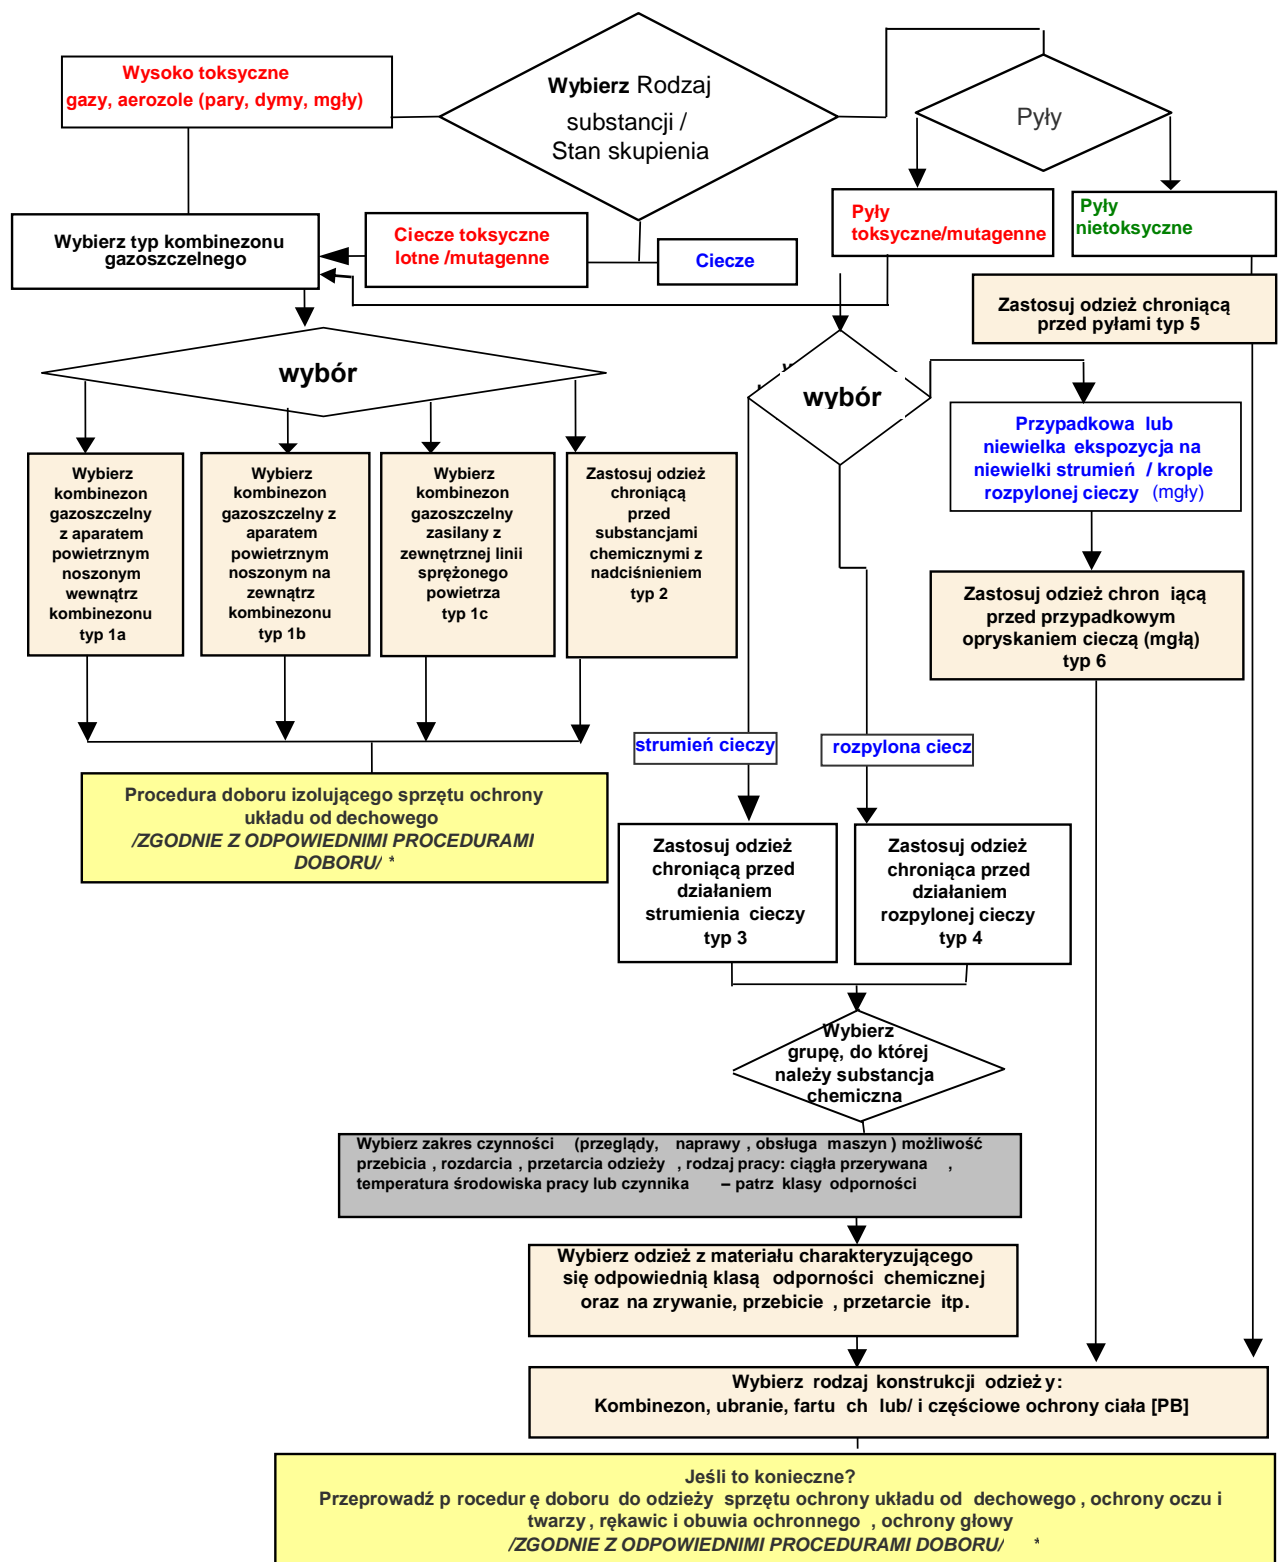 Wysoko toksyczne
gazy, aerozole (pary, dymy, mgły)
Wybierz Rodzaj
substancji /
Stan skupienia
Pyły
Pyły
toksyczne/mutagenne
Pyły
nietoksyczne
Wybierz typ kombinezonu
gazoszczelnego
Ciecze toksyczne
lotne /mutagenne
Ciecze
Zastosuj odzież chroniącą
przed pyłami typ 5
wybór
wybór
Przypadkowa lub
niewielka ekspozycja na
niewielki strumień / krople
rozpylonej cieczy (mgły)
Wybierz
kombinezon
gazoszczelny
z aparatem
powietrznym
noszonym
wewnątrz
kombinezonu
typ 1a
Wybierz
kombinezon
gazoszczelny z
aparatem
powietrznym
noszonym na
zewnątrz
kombinezonu
typ 1b
Wybierz
kombinezon
gazoszczelny
zasilany z
zewnętrznej linii
sprężonego
powietrza
typ 1c
Zastosuj odzież
chroniącą
przed
substancjami
chemicznymi z
nadciśnieniem
typ 2
Zastosuj odzież chron iącą
przed przypadkowym
opryskaniem cieczą (mgłą)
typ 6
strumień cieczy
rozpylona ciecz
Procedura doboru izolującego sprzętu ochrony
układu od dechowego
/ZGODNIE Z ODPOWIEDNIMI PROCEDURAMI
DOBORU/ *
Zastosuj odzież
chroniącą przed
działaniem
strumienia cieczy
typ 3
Zastosuj odzież
chroniąca przed
działaniem
rozpylonej cieczy
typ 4
Wybierz
grupę, do której
należy substancja
chemiczna
Wybierz zakres czynności (przeglądy, naprawy , obsługa maszyn ) możliwość
przebicia , rozdarcia , przetarcia odzieży , rodzaj pracy: ciągła przerywana ,
temperatura środowiska pracy lub czynnika – patrz klasy odporności
Wybierz odzież z materiału charakteryzującego
się odpowiednią klasą odporności chemicznej
oraz na zrywanie, przebicie , przetarcie itp.
Wybierz rodzaj konstrukcji odzieży:
Kombinezon, ubranie, fartu ch lub/ i częściowe ochrony ciała [PB]
Jeśli to konieczne?
Przeprowadź p rocedur ę doboru do odzieży sprzętu ochrony układu od dechowego , ochrony oczu i
twarzy , rękawic i obuwia ochronnego , ochrony głowy
/ZGODNIE Z ODPOWIEDNIMI PROCEDURAMI DOBORU/ *